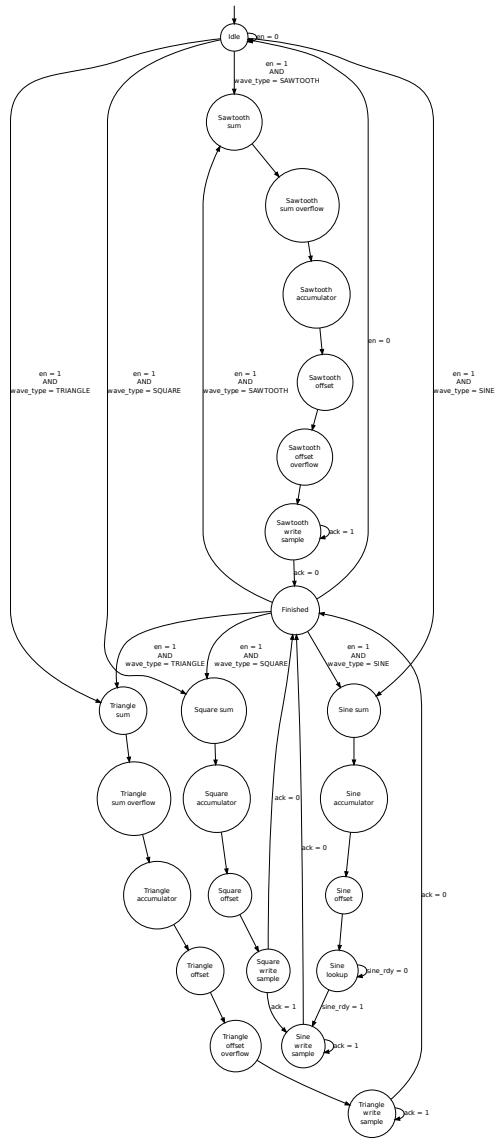 Idle
en = 0
en = 1
AND
wave_type = SAWTOOTH
Sawtooth
sum
Sawtooth
sum overflow
Sawtooth
accumulator
en = 0
en = 1
AND
wave_type = TRIANGLE
en = 1
AND
wave_type = SQUARE
en = 1
AND
wave_type = SAWTOOTH
Sawtooth
offset
en = 1
AND
wave_type = SINE
Sawtooth
offset
overflow
Sawtooth
write
sample
ack = 1
ack = 0
Finished
en = 1
AND
wave_type = TRIANGLE
en = 1
AND
wave_type = SQUARE
en = 1
AND
wave_type = SINE
Triangle
sum
Square sum
Sine sum
Triangle
sum overflow
Square
accumulator
ack = 0
Sine
accumulator
ack = 0
Triangle
accumulator
Square
offset
Sine
offset
ack = 0
Triangle
offset
Square
write
sample
Sine
lookup
sine_rdy = 0
ack = 1
sine_rdy = 1
Triangle
offset
overflow
Sine
write
sample
ack = 1
Triangle
write
sample
ack = 1